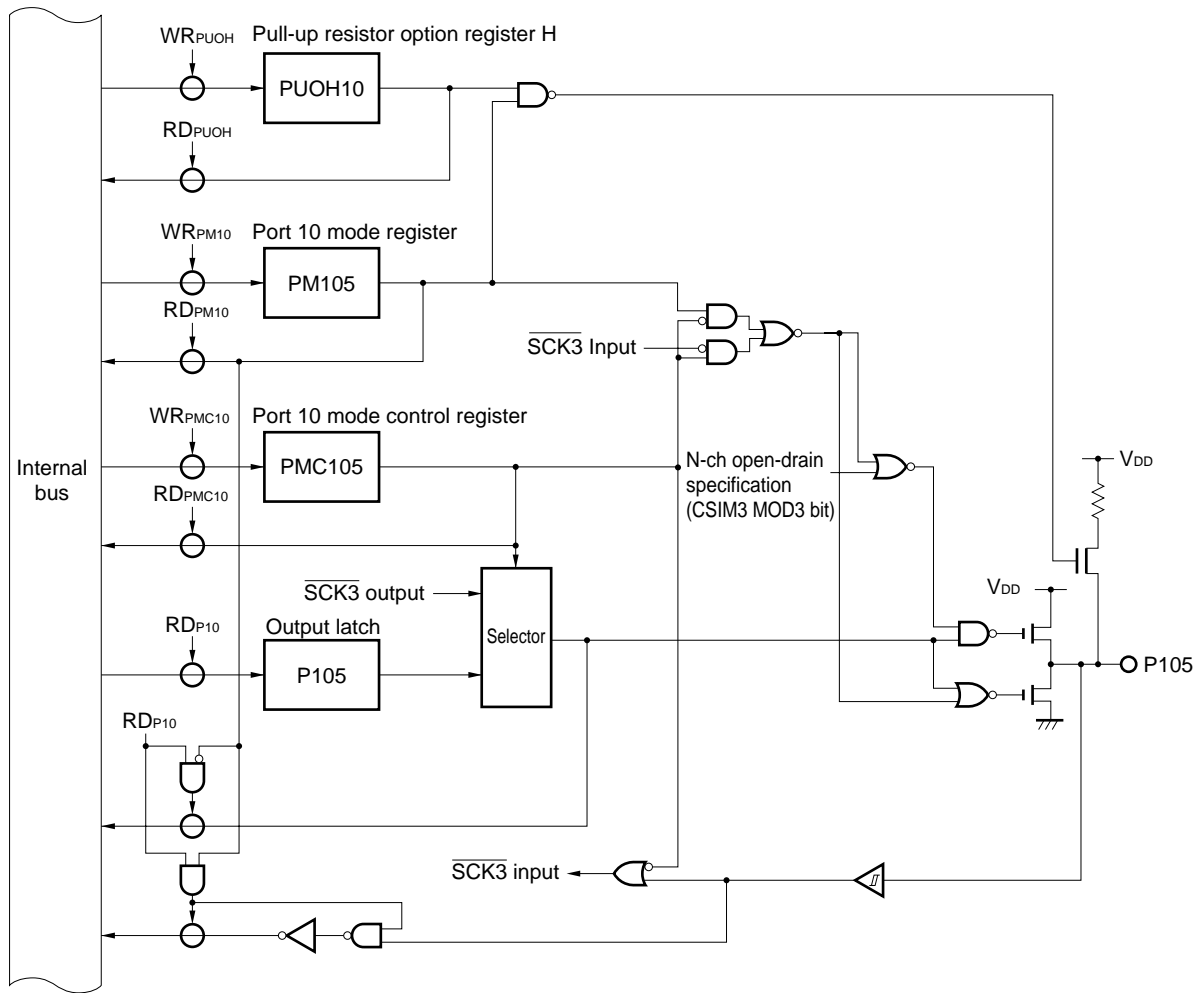 WRPUOH
Pull-up resistor option register H
PUOH10
RDPUOH
WRPM10
Port 10 mode register
PM105
RDPM10
SCK3 Input
WRPMC10
Port 10 mode control register
PMC105
Internal
bus
RDPMC10
N-ch open-drain
specification
(CSIM3 MOD3 bit)
VDD
SCK3 output
VDD
Selector
RDP10
Output latch
P105
P105
RDP10
SCK3 input